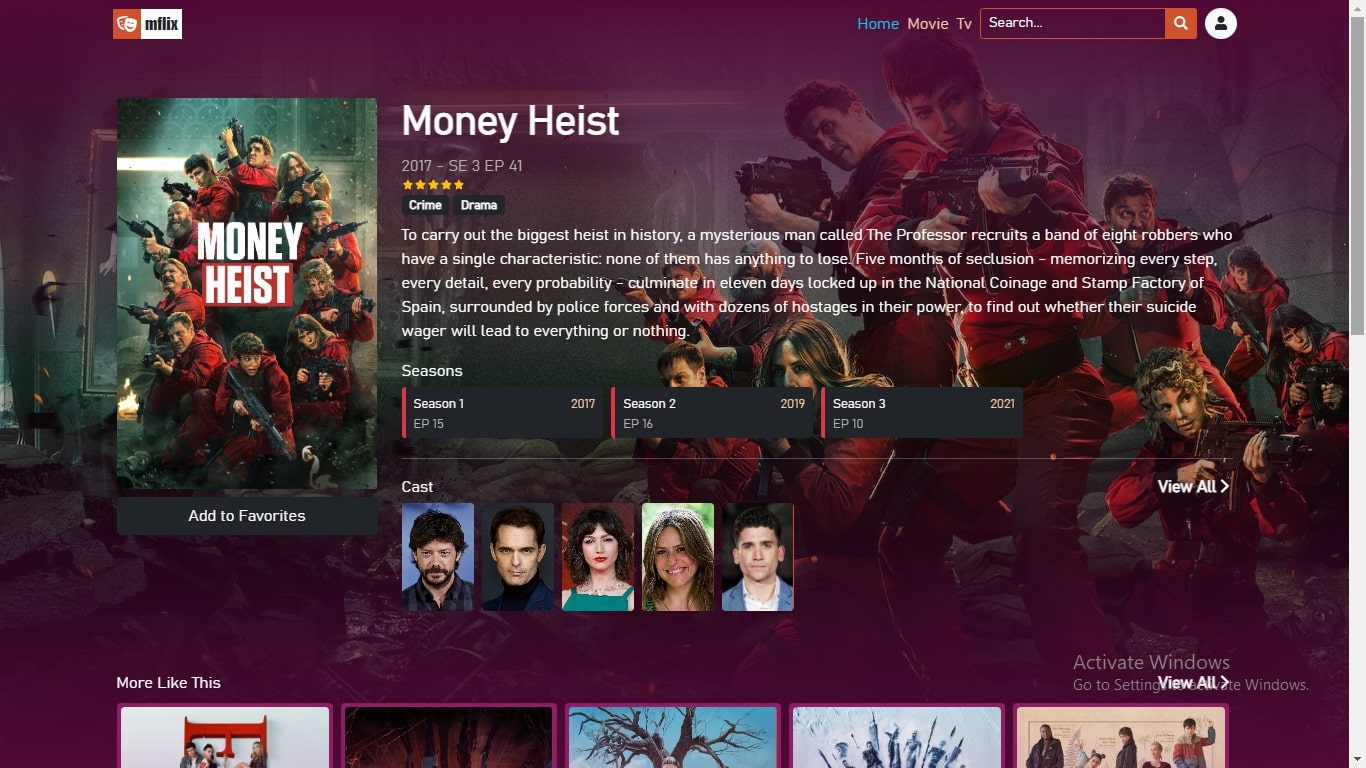 mflix
Home Movie Tv Search...
MONEY
HEIST
Money Heist
2017 - SE 3 EP 41
Crime Drama
To carry out the biggest heist in history, a mysterious man called The Professor recruits a band of eight robbers who
have a single characteristic: none of them has anything to lose. Five months of seclusion - memorizing every step,
every detail, every probability - culminate in eleven days locked up in the National Coinage and Stamp Factory of
Spain, surrounded by police forces and with dozens of hostages in their power, to find out whether their suicide
wager will lead to everything or nothing.
Seasons
Season 1 2017
EP 15
Season 2 2019
EP 16
Season 3 2021
EP 10
Add to Favorites
Cast View All
Activate Windows
More Like This View All
Go to Settings to activate Windows.